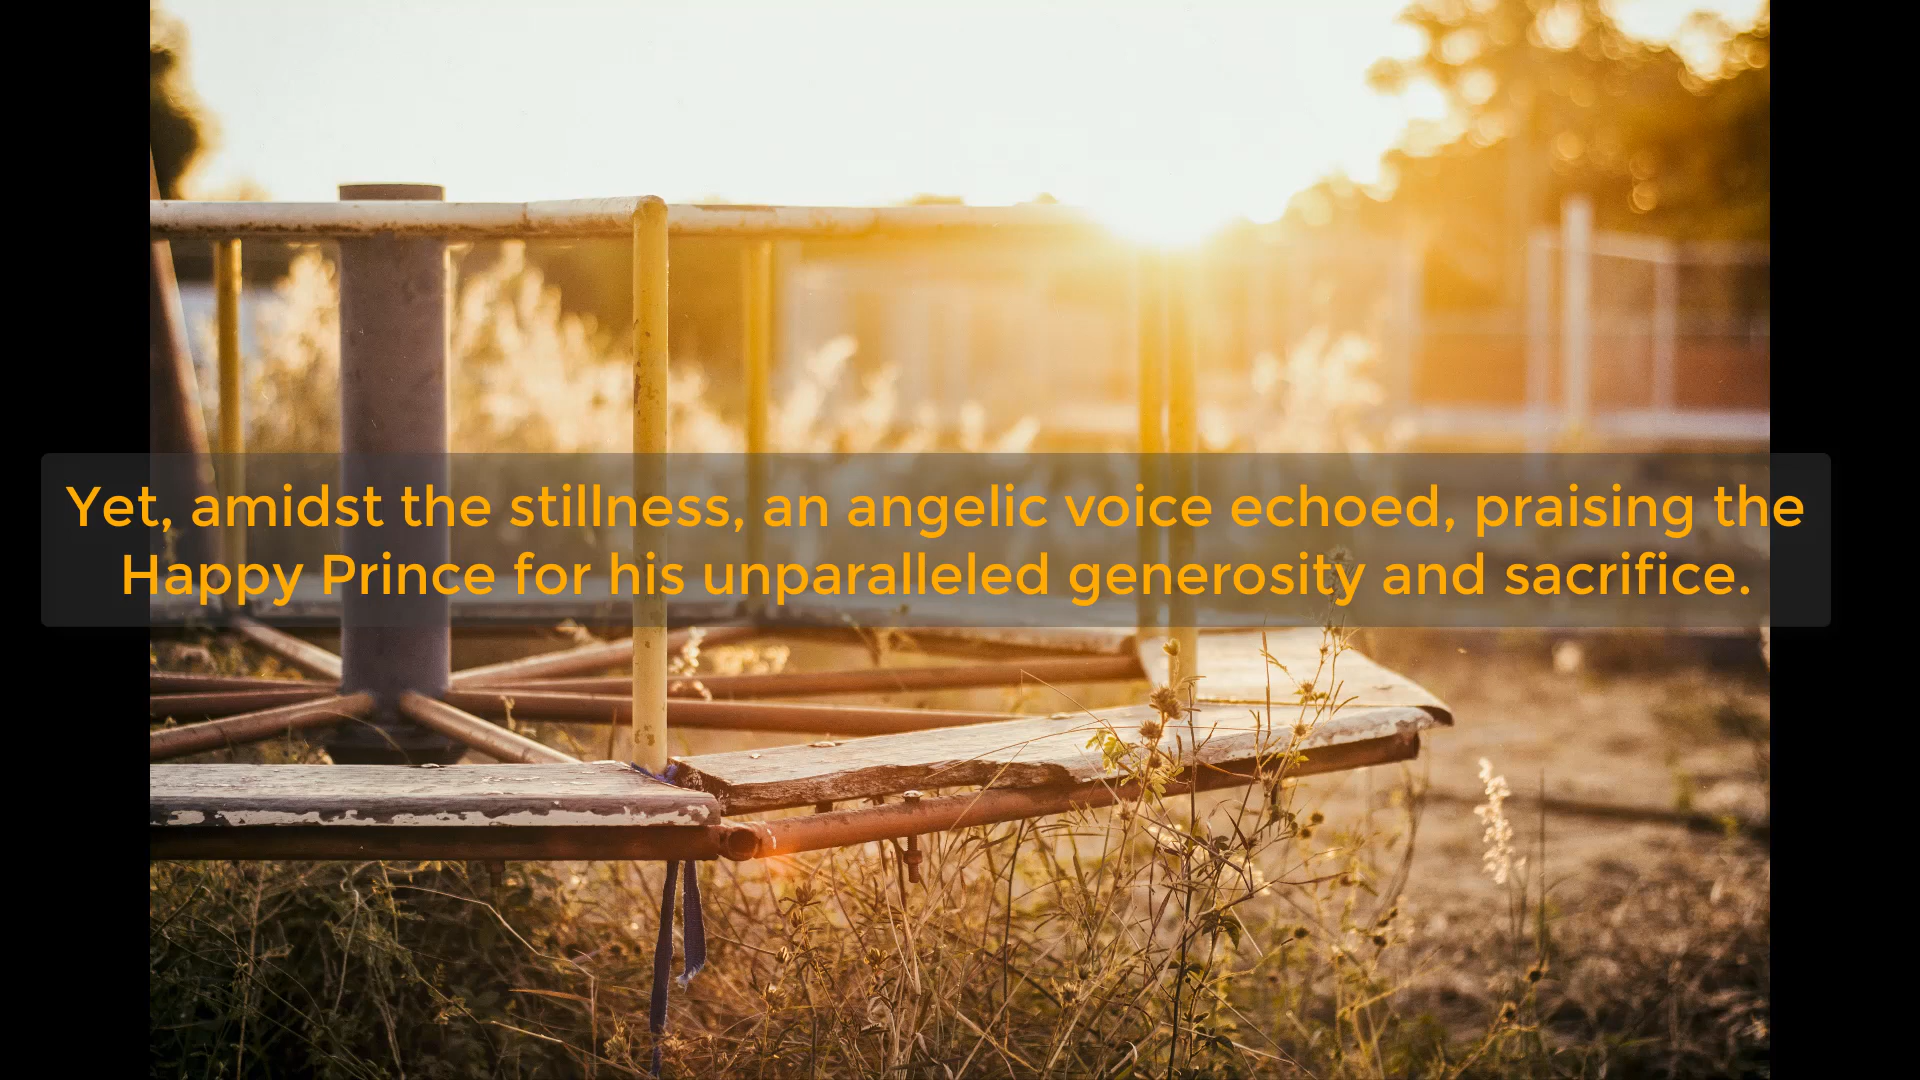 Yet, amidst the stillness, an angelic voice echoed, praising the
Happy Prince for his unparalleled generosity and sacrifice.